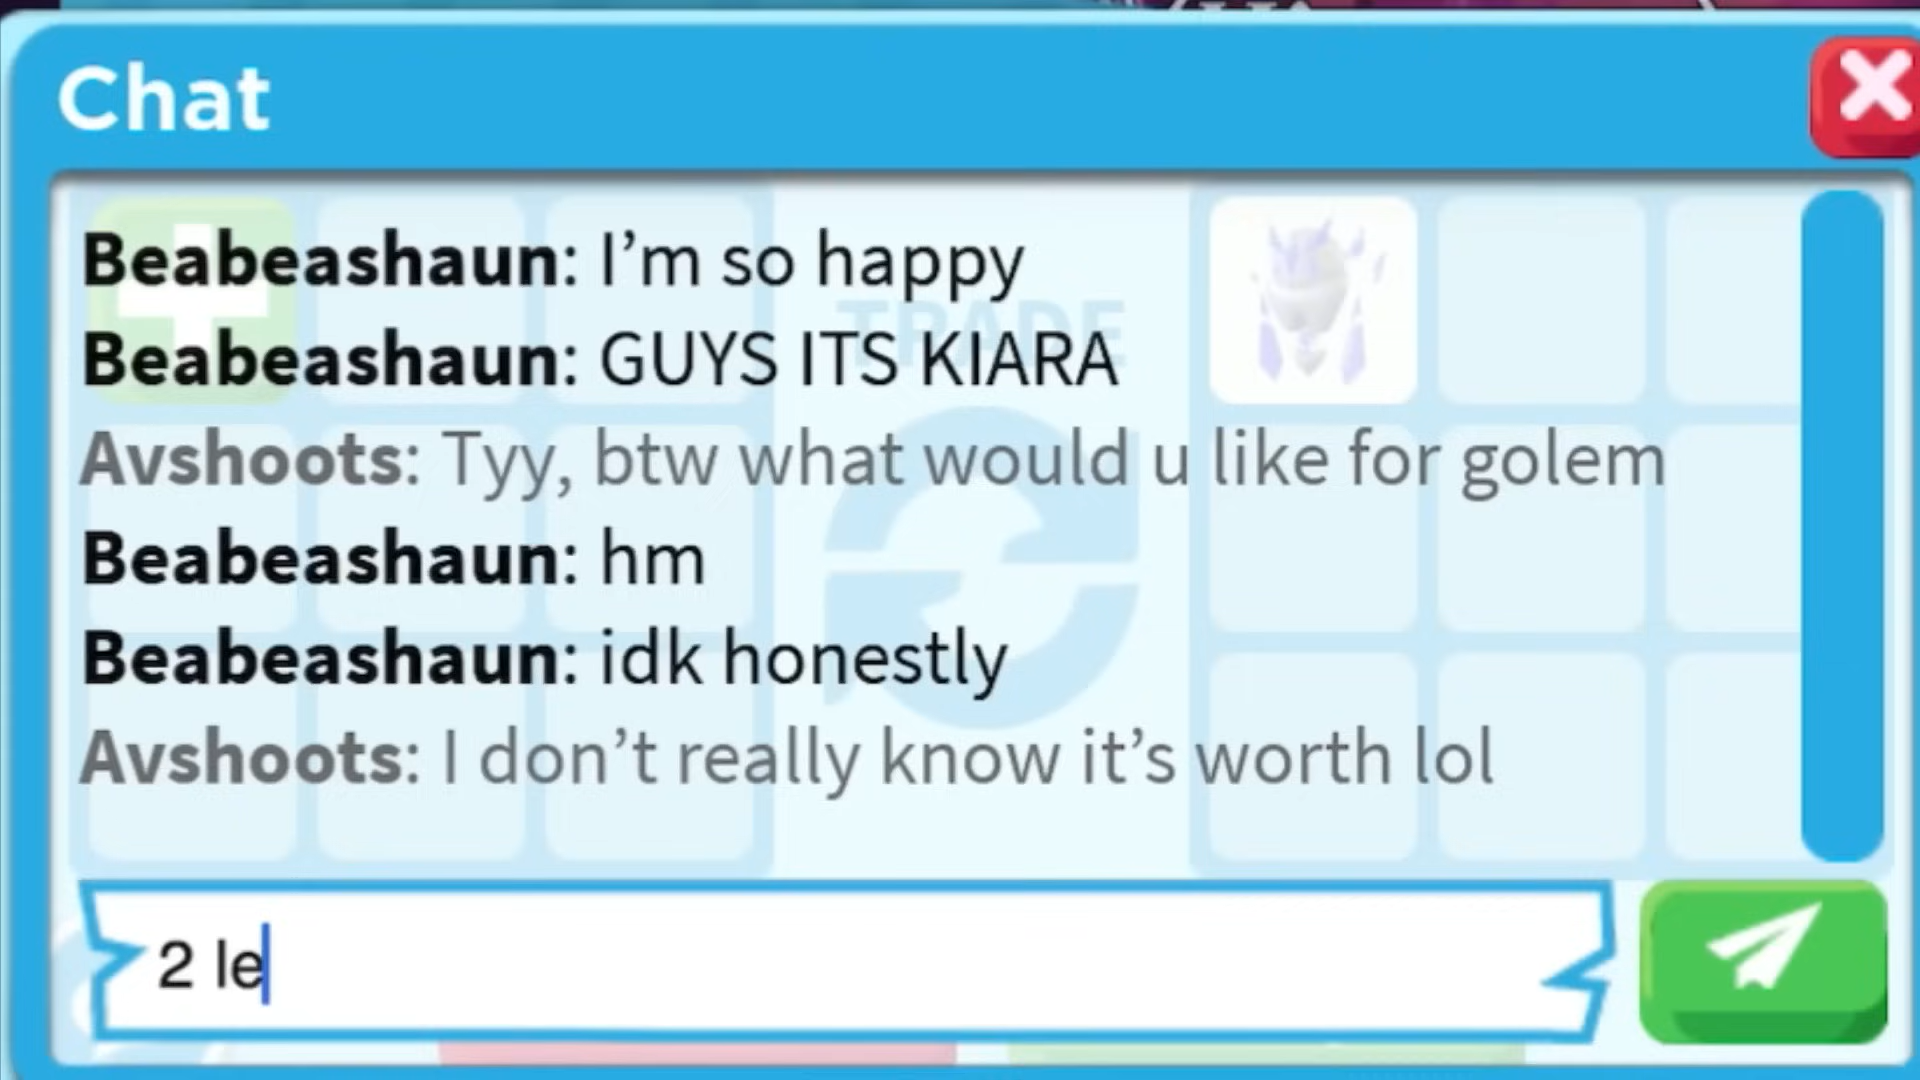 Chat
Beabeashaun: I'm so happy
TRADE
Beabeashaun: GUYS ITS KIARA
Avshoots: Tyy, btw what would u like for golem
Beabeashaun: hm
Beabeashaun: idk honestly
Avshoots: I don't really know it's worth lol
2 le